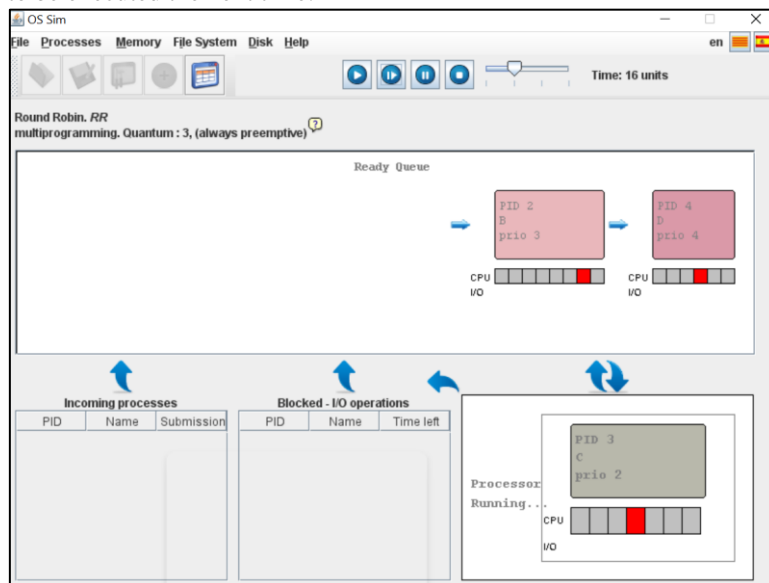 OS Sim
File Processes Memory File System Disk Help
en
Time: 16 units
Round Robin. RR
multiprogramming. Quantum : 3, (always preemptive)
Ready Queue
PID 2
B
prio 3
CPU
I/O
PID 4
D
prio 4
CPU
I/O
Incoming processes
PID Name Submission
Blocked - I/O operations
PID Name Time left
Processor
Running...
PID 3
C
prio 2
CPU
I/O